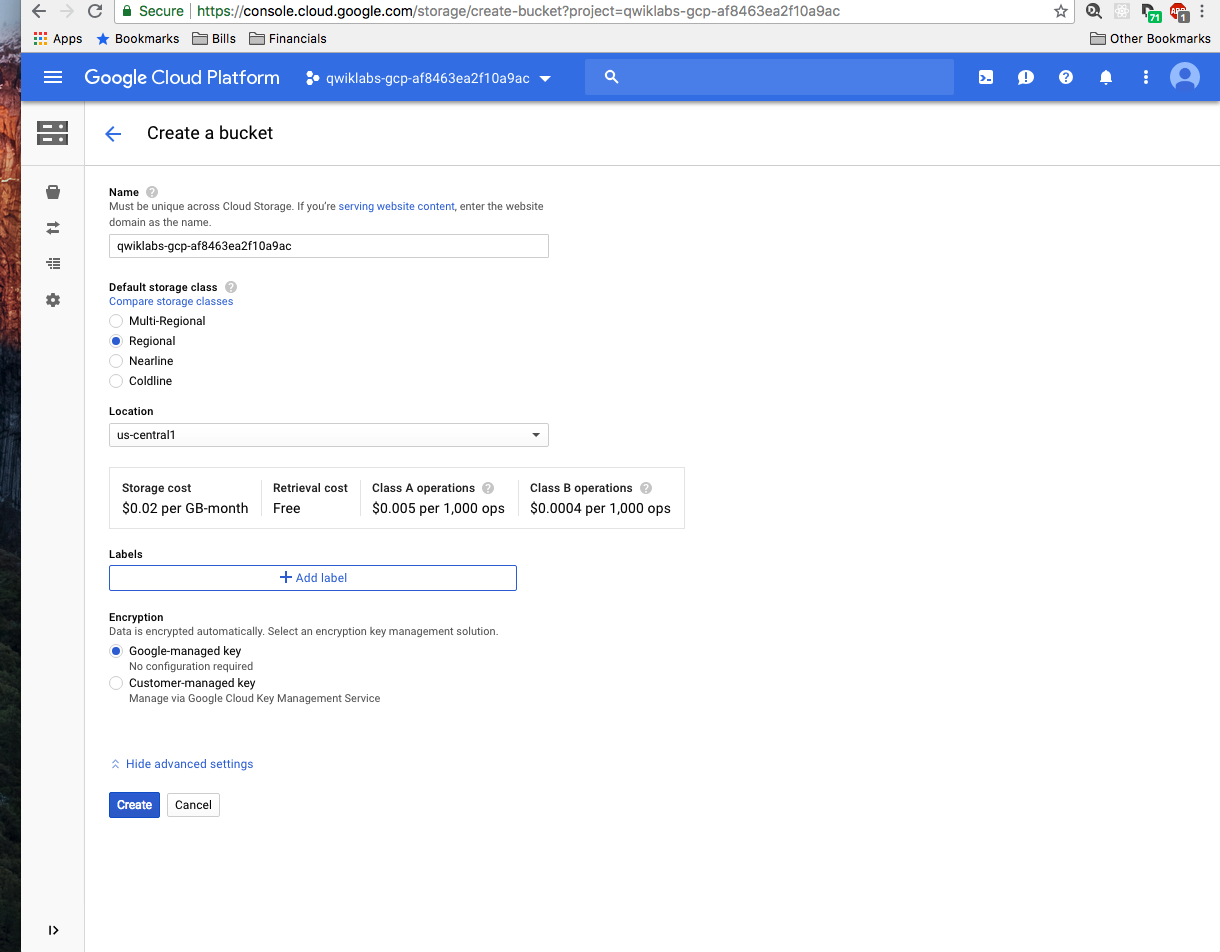 Secure https://console.cloud.google.com/storage/create-bucket?project=qwiklabs-gcp-af8463ea2f10a9ac
71
1
Apps Bookmarks Bills Financials Other Bookmarks
Google Cloud Platform qwiklabs-gcp-af8463ea2f10a9ac
Create a bucket
Name
Must be unique across Cloud Storage. If you're serving website content, enter the website
domain as the name.
qwiklabs-gcp-af8463ea2f10a9ac
Default storage class
Compare storage classes
Multi-Regional
Regional
Nearline
Coldline
Location
us-central1
Storage cost Retrieval cost Class A operations Class B operations
$0.02 per GB-month Free $0.005 per 1,000 ops $0.0004 per 1,000 ops
Labels
+ Add label
Encryption
Data is encrypted automatically. Select an encryption key management solution.
Google-managed key
No configuration required
Customer-managed key
Manage via Google Cloud Key Management Service
Hide advanced settings
Create Cancel